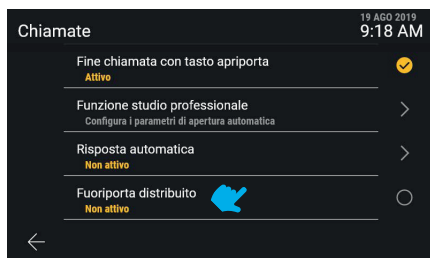 19 AGO 2019
Chiamate
9:18 AM
Fine chiamata con tasto apriporta
Attivo
Funzione studio professionale
Configura i parametri di apertura automatica
Risposta automatica
Non attivo
Fuoriporta distribuito
Non attivo